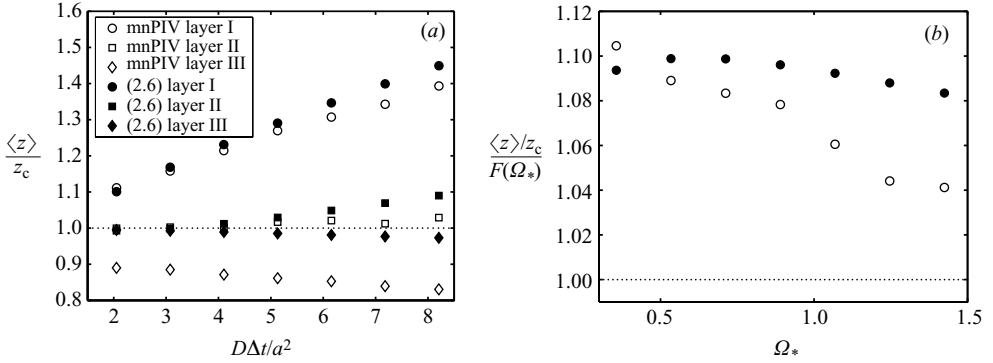 1.6
1.5
1.4
1.3
1.2
1.1
1.0
0.9
0.8
⟨z⟩
z_c
(a)
mnPIV layer I
mnPIV layer II
mnPIV layer III
(2.6) layer I
(2.6) layer II
(2.6) layer III
2 3 4 5 6 7 8
DΔt/a²
1.12
1.10
1.08
1.06
1.04
1.02
1.00
⟨z⟩/z_c
F(Ω_*)
(b)
0.5 1.0 1.5
Ω_*